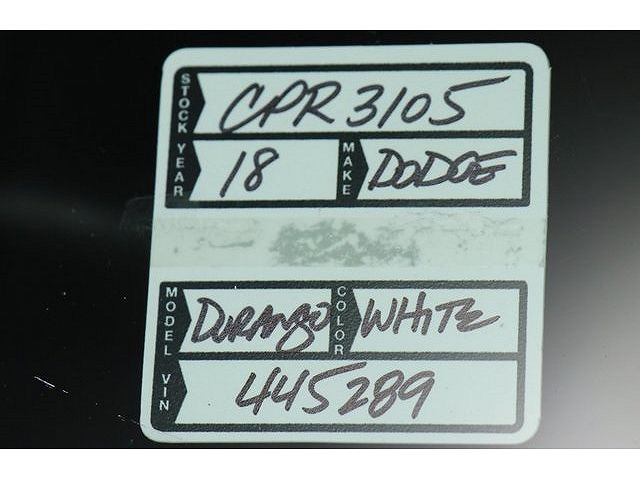 STOCK CPR3105
YEAR 18 MAKE DODGE
MODEL DURANGO COLOR WHITE
VIN 445289